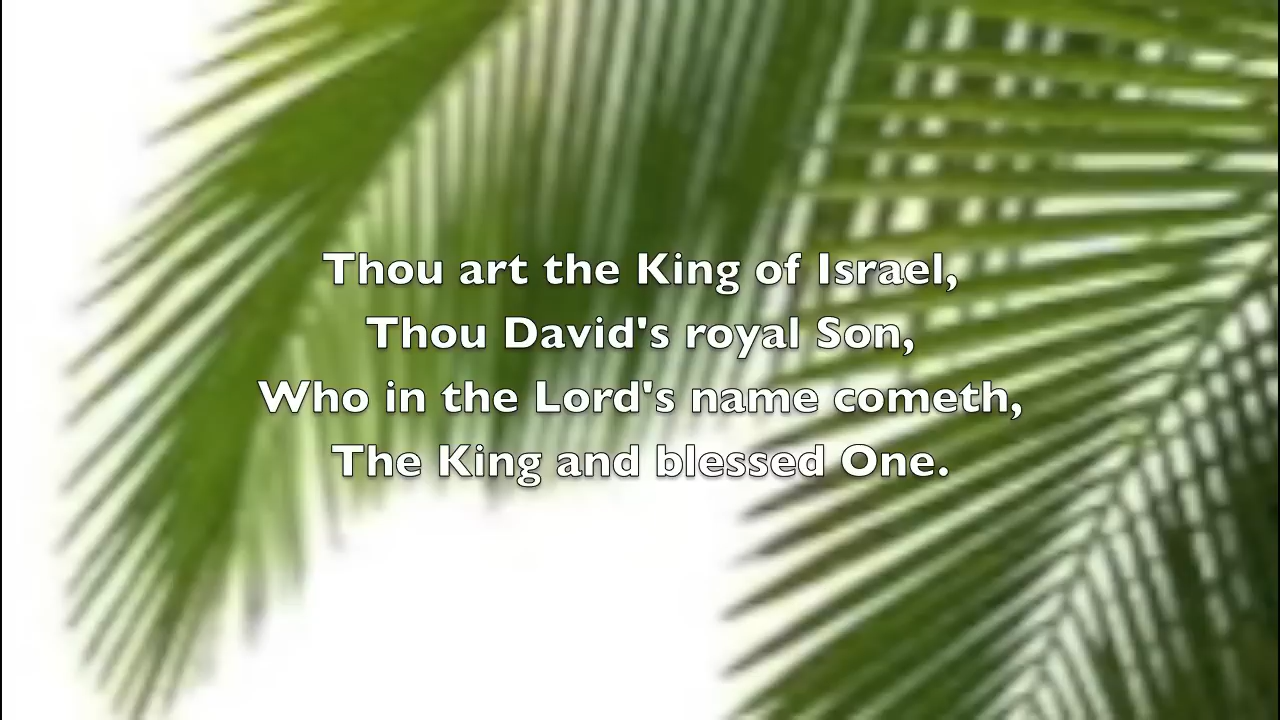 Thou art the King of Israel,
Thou David's royal Son,
Who in the Lord's name cometh,
The King and blessed One.